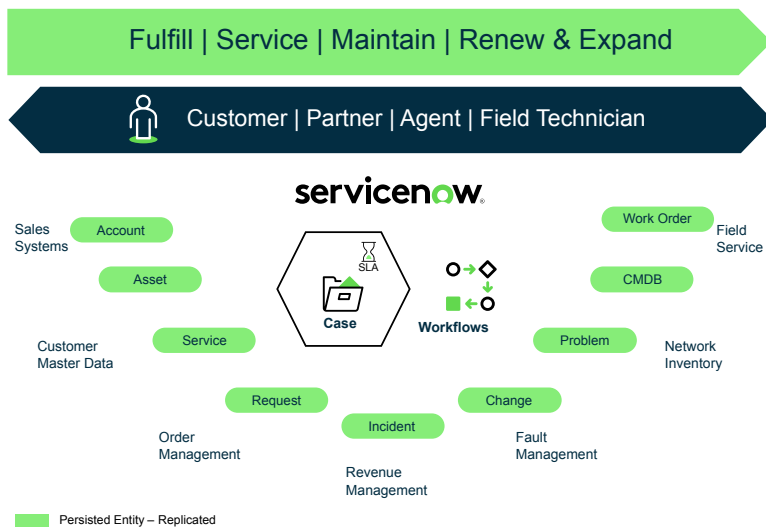 Fulfill | Service | Maintain | Renew & Expand
Customer | Partner | Agent | Field Technician
servicenow®
Sales
Systems
Account
Work Order
Field
Service
SLA
Asset
CMDB
Case
Workflows
Customer
Master Data
Service
Problem
Network
Inventory
Request
Change
Incident
Order
Management
Fault
Management
Revenue
Management
Persisted Entity – Replicated